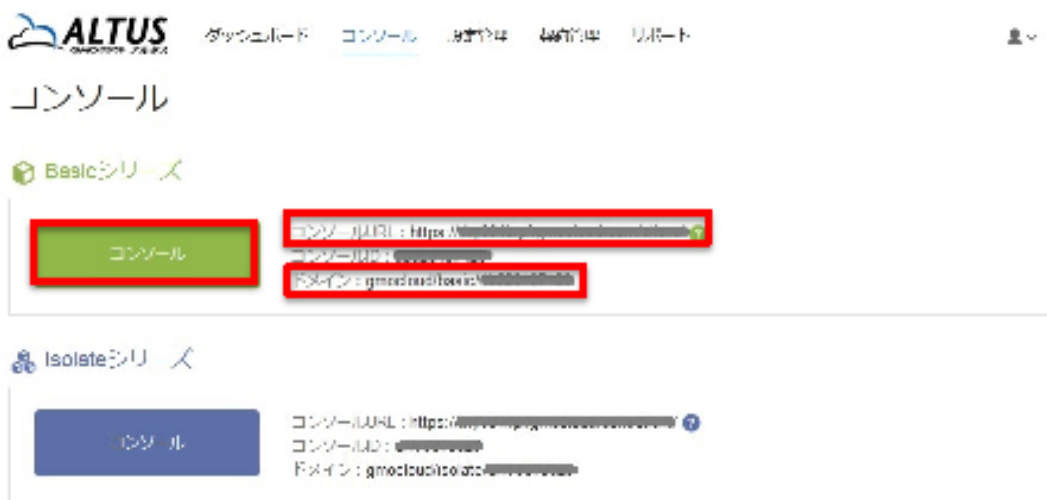 ALTUS
ダッシュボード コンソール リポート
コンソール
Basicシリーズ
コンソール
コンソールURL : https://
コンソールID :
ドメイン : gmocloud/basic/
Isolateシリーズ
コンソール
コンソールURL : https://
コンソールID :
ドメイン : gmocloud/isolate/